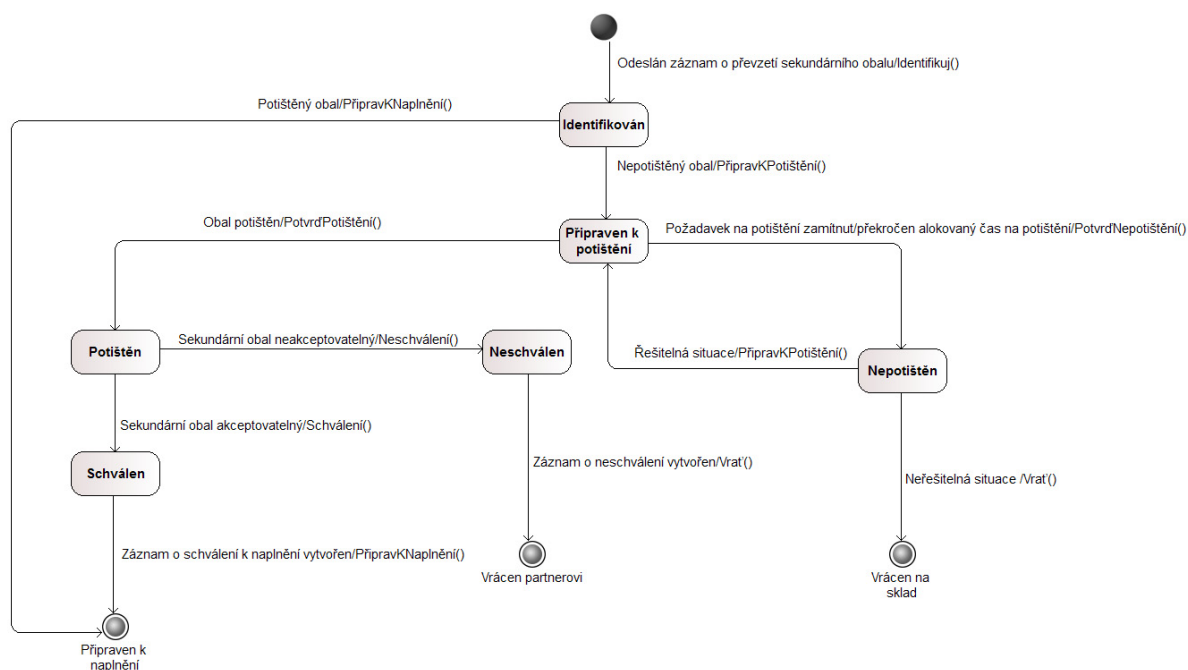 Odeslán záznam o převzetí sekundárního obalu/Identifikuj()
Potištěný obal/PřipravKNaplnění()
Identifikován
Nepotištěný obal/PřipravKPotištění()
Obal potištěn/PotvrďPotištění()
Připraven k
potištění
Požadavek na potištění zamítnut/překročen alokovaný čas na potištění/PotvrďNepotištění()
Potištěn
Sekundární obal neakceptovatelný/Neschválení()
Neschválen
Řešitelná situace/PřipravKPotištění()
Nepotištěn
Sekundární obal akceptovatelný/Schválení()
Schválen
Záznam o neschválení vytvořen/Vrať()
Neřešitelná situace /Vrať()
Záznam o schválení k naplnění vytvořen/PřipravKNaplnění()
Vrácen partnerovi
Vrácen na
sklad
Připraven k
naplnění